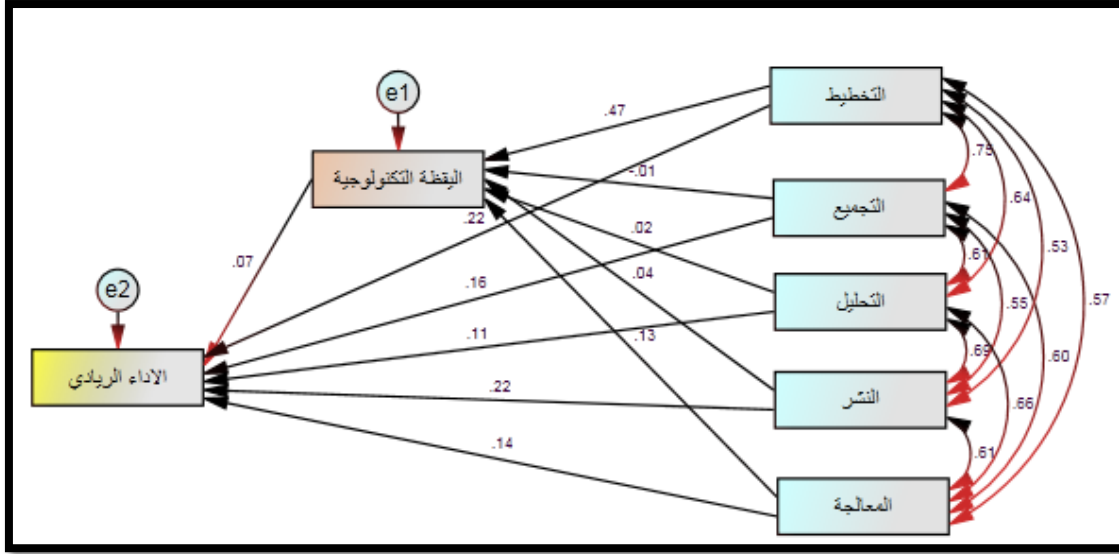 التخطيط
e1
.47
اليقظة التكنولوجية
-.01
.75
التجميع
.64
.22
.02
.53
.07
.61
.04
.57
e2
.16
التحليل
.55
.11
.13
.69
.60
الاداء الريادي
.22
النشر
.66
.14
.61
المعالجة